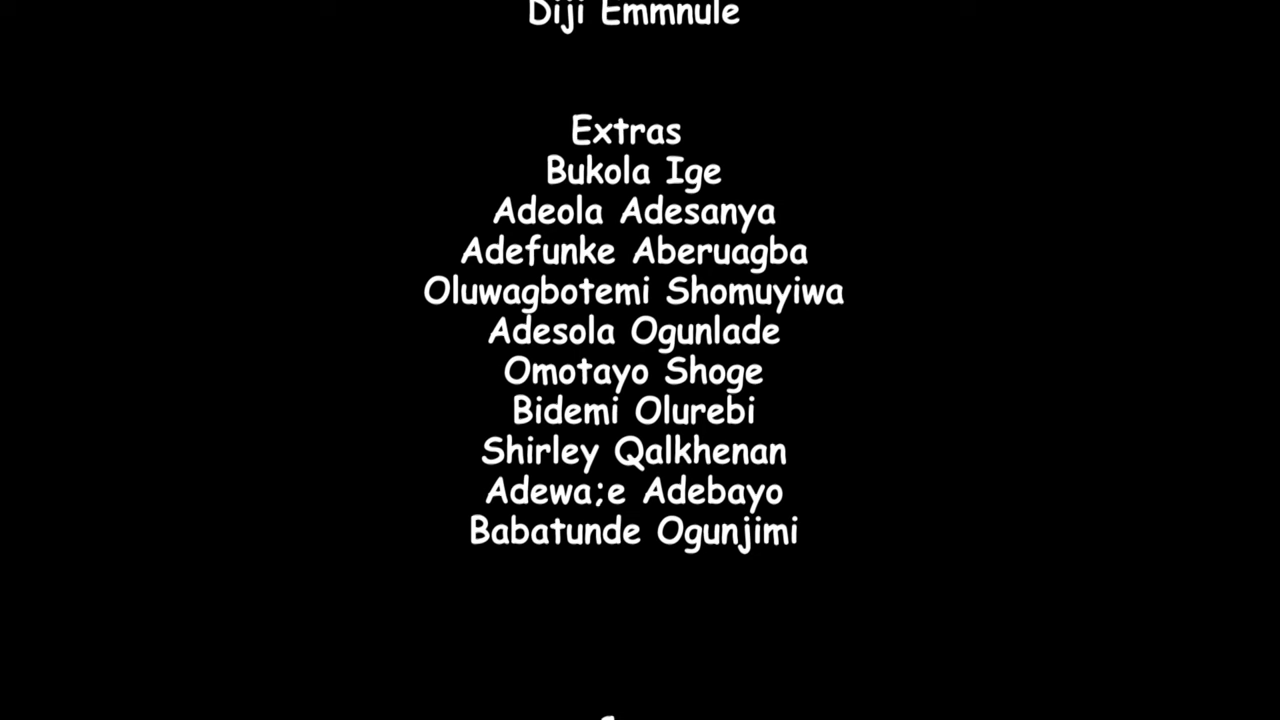 Diji Emmnule
Extras
Bukola Ige
Adeola Adesanya
Adefunke Aberuagba
Oluwagbotemi Shomuyiwa
Adesola Ogunlade
Omotayo Shoge
Bidemi Olurebi
Shirley Qalkhenan
Adewa;e Adebayo
Babatunde Ogunjimi